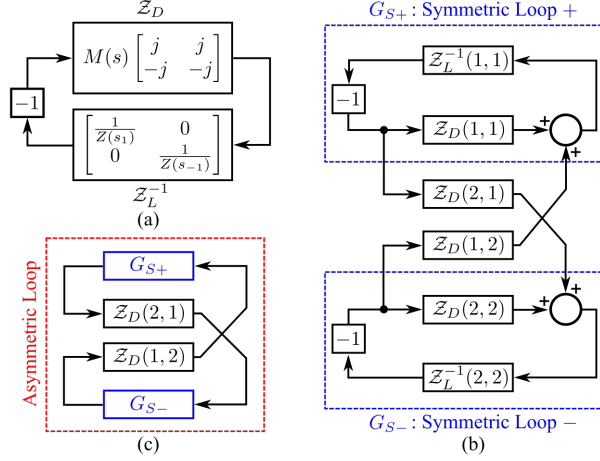 𝒵_D
M(s) [ j j
-j -j ]
-1
[ 1/Z(s_1) 0
0 1/Z(s_{-1}) ]
𝒵_L^{-1}
(a)
G_{S+} : Symmetric Loop +
𝒵_L^{-1}(1,1)
-1
𝒵_D(1,1)
+
+
𝒵_D(2,1)
𝒵_D(1,2)
+
𝒵_D(2,2)
+
-1
𝒵_L^{-1}(2,2)
G_{S-} : Symmetric Loop −
(b)
Asymmetric Loop
G_{S+}
𝒵_D(2,1)
𝒵_D(1,2)
G_{S-}
(c)